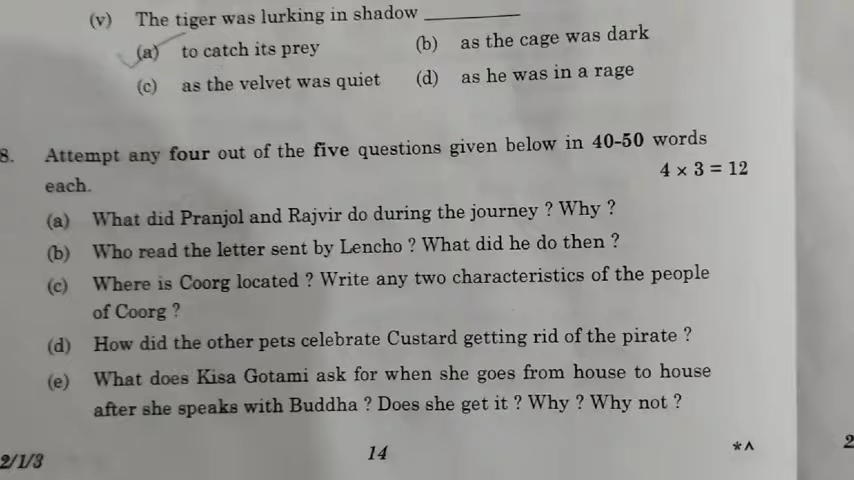 (v) The tiger was lurking in shadow __________
(a) to catch its prey (b) as the cage was dark
(c) as the velvet was quiet (d) as he was in a rage
8. Attempt any four out of the five questions given below in 40-50 words
each. 4 × 3 = 12
(a) What did Pranjol and Rajvir do during the journey ? Why ?
(b) Who read the letter sent by Lencho ? What did he do then ?
(c) Where is Coorg located ? Write any two characteristics of the people
of Coorg ?
(d) How did the other pets celebrate Custard getting rid of the pirate ?
(e) What does Kisa Gotami ask for when she goes from house to house
after she speaks with Buddha ? Does she get it ? Why ? Why not ?
2/1/3 14 *^ 2